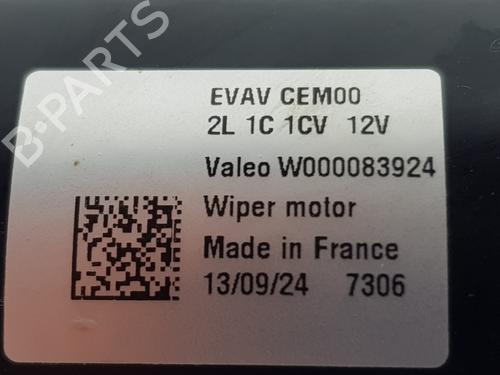 EVAV CEM00
2L 1C 1CV 12V
Valeo W000083924
Wiper motor
Made in France
13/09/24 7306
B-PARTS